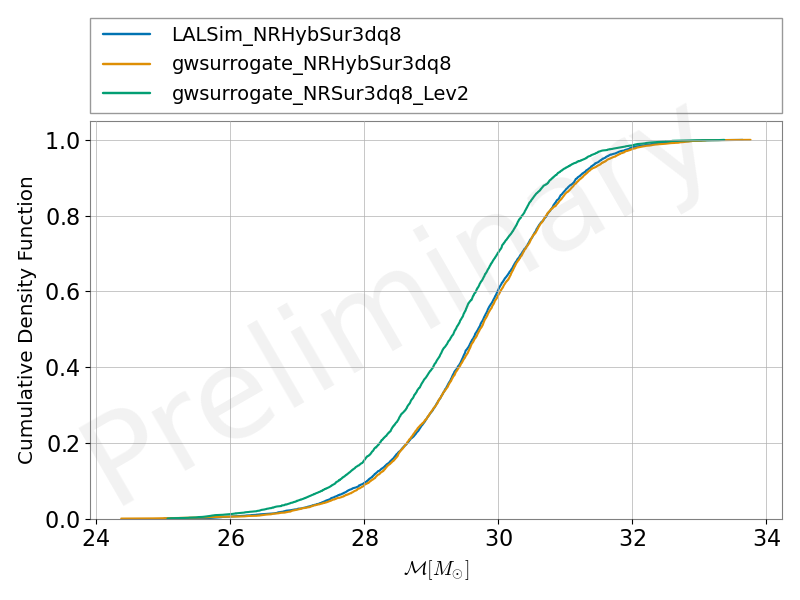 LALSim_NRHybSur3dq8
gwsurrogate_NRHybSur3dq8
gwsurrogate_NRSur3dq8_Lev2
Preliminary
Cumulative Density Function
1.0
0.8
0.6
0.4
0.2
0.0
24 26 28 30 32 34
ℳ[M⊙]